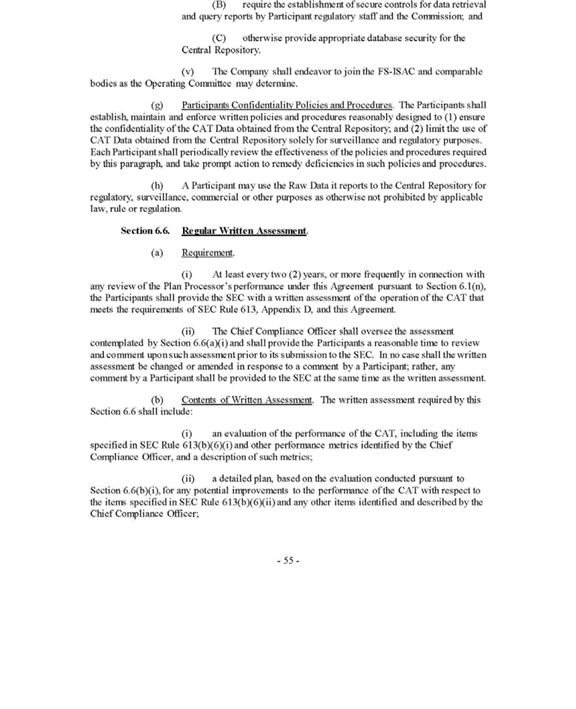 (B) require the establishment of secure controls for data retrieval
and query reports by Participant regulatory staff and the Commission; and
(C) otherwise provide appropriate database security for the
Central Repository.
(v) The Company shall endeavor to join the FS-ISAC and comparable
bodies as the Operating Committee may determine.
(g) Participants Confidentiality Policies and Procedures. The Participants shall
establish, maintain and enforce written policies and procedures reasonably designed to (1) ensure
the confidentiality of the CAT Data obtained from the Central Repository; and (2) limit the use of
CAT Data obtained from the Central Repository solely for surveillance and regulatory purposes.
Each Participant shall periodically review the effectiveness of the policies and procedures required
by this paragraph, and take prompt action to remedy deficiencies in such policies and procedures.
(h) A Participant may use the Raw Data it reports to the Central Repository for
regulatory, surveillance, commercial or other purposes as otherwise not prohibited by applicable
law, rule or regulation.
Section 6.6. Regular Written Assessment.
(a) Requirement.
(i) At least every two (2) years, or more frequently in connection with
any review of the Plan Processor's performance under this Agreement pursuant to Section 6.1(n),
the Participants shall provide the SEC with a written assessment of the operation of the CAT that
meets the requirements of SEC Rule 613, Appendix D, and this Agreement.
(ii) The Chief Compliance Officer shall oversee the assessment
contemplated by Section 6.6(a)(i) and shall provide the Participants a reasonable time to review
and comment upon such assessment prior to its submission to the SEC. In no case shall the written
assessment be changed or amended in response to a comment by a Participant; rather, any
comment by a Participant shall be provided to the SEC at the same time as the written assessment.
(b) Contents of Written Assessment. The written assessment required by this
Section 6.6 shall include:
(i) an evaluation of the performance of the CAT, including the items
specified in SEC Rule 613(b)(6)(i) and other performance metrics identified by the Chief
Compliance Officer, and a description of such metrics;
(ii) a detailed plan, based on the evaluation conducted pursuant to
Section 6.6(b)(i), for any potential improvements to the performance of the CAT with respect to
the items specified in SEC Rule 613(b)(6)(ii) and any other items identified and described by the
Chief Compliance Officer;
- 55 -